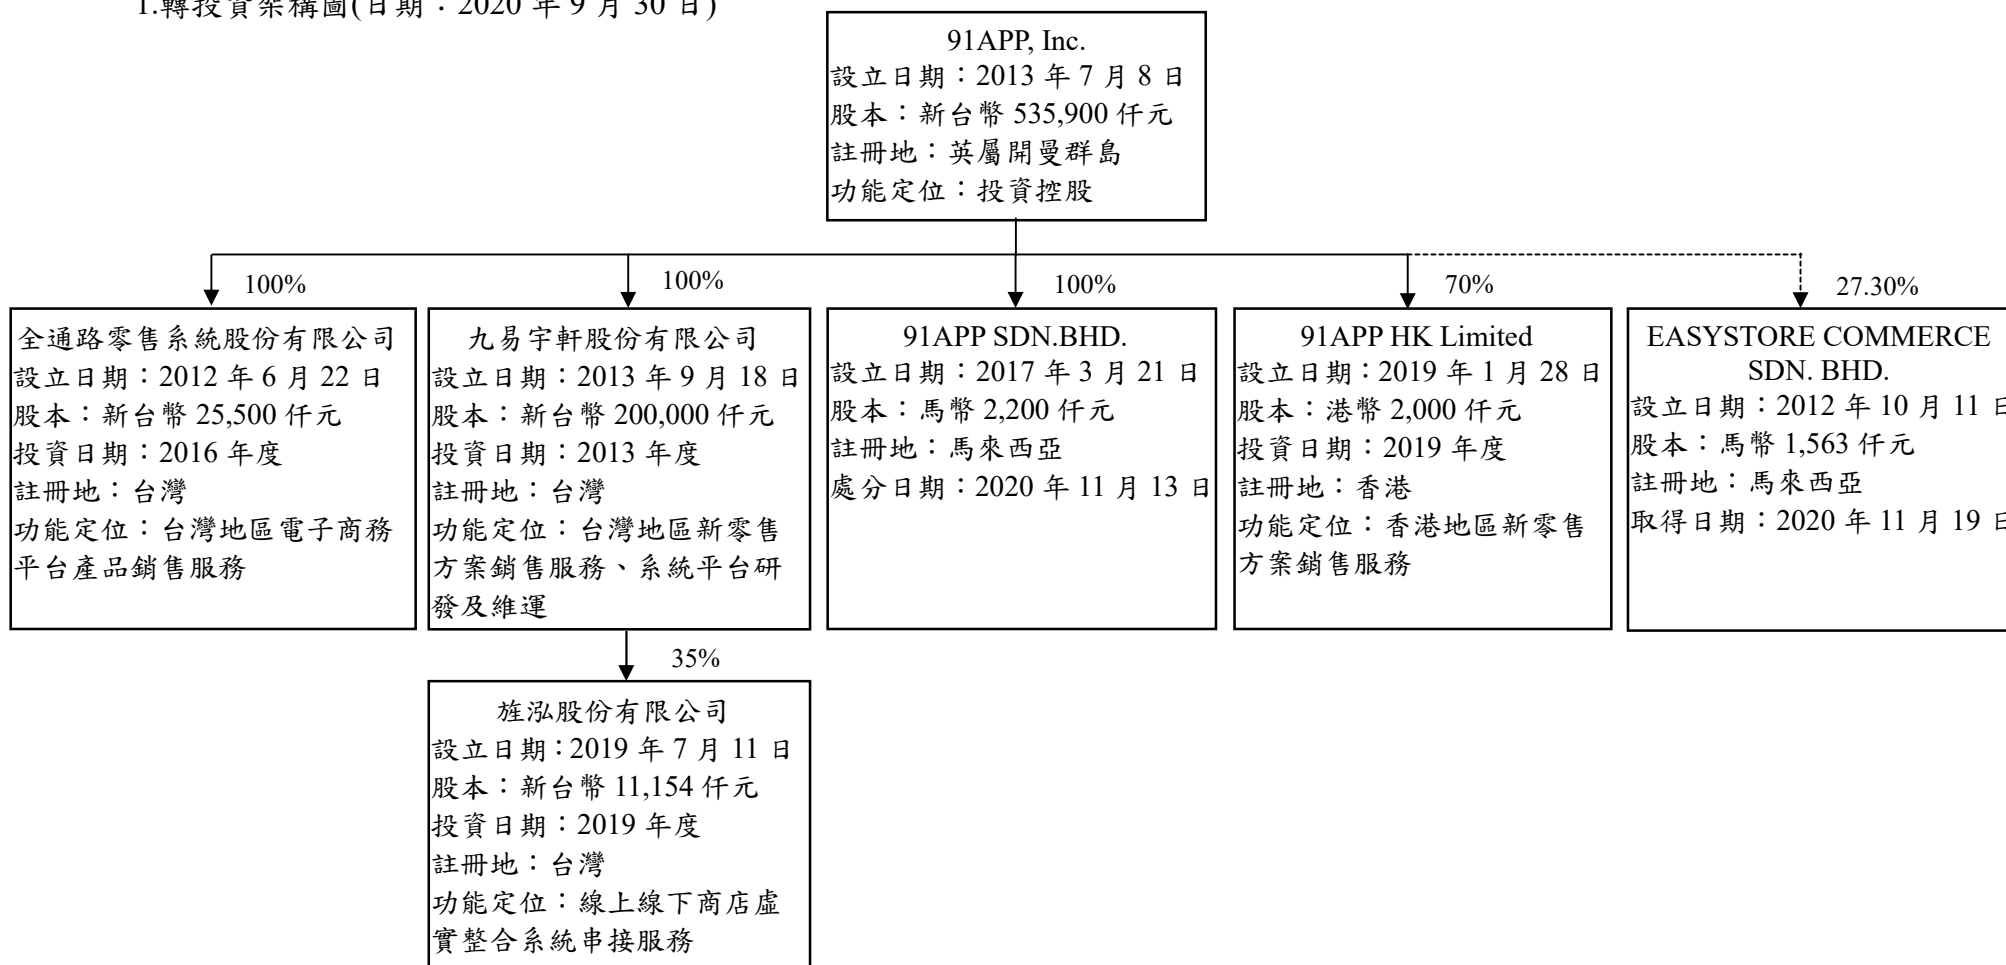 1.轉投資架構圖(日期：2020 年 9 月 30 日)
91APP, Inc.
設立日期：2013 年 7 月 8 日
股本：新台幣 535,900 仟元
註冊地：英屬開曼群島
功能定位：投資控股
100%
100%
100%
70%
27.30%
全通路零售系統股份有限公司
設立日期：2012 年 6 月 22 日
股本：新台幣 25,500 仟元
投資日期：2016 年度
註冊地：台灣
功能定位：台灣地區電子商務
平台產品銷售服務
九易宇軒股份有限公司
設立日期：2013 年 9 月 18 日
股本：新台幣 200,000 仟元
投資日期：2013 年度
註冊地：台灣
功能定位：台灣地區新零售
方案銷售服務、系統平台研
發及維運
91APP SDN.BHD.
設立日期：2017 年 3 月 21 日
股本：馬幣 2,200 仟元
註冊地：馬來西亞
處分日期：2020 年 11 月 13 日
91APP HK Limited
設立日期：2019 年 1 月 28 日
股本：港幣 2,000 仟元
投資日期：2019 年度
註冊地：香港
功能定位：香港地區新零售
方案銷售服務
EASYSTORE COMMERCE
SDN. BHD.
設立日期：2012 年 10 月 11 日
股本：馬幣 1,563 仟元
註冊地：馬來西亞
取得日期：2020 年 11 月 19 日
35%
旌泓股份有限公司
設立日期：2019 年 7 月 11 日
股本：新台幣 11,154 仟元
投資日期：2019 年度
註冊地：台灣
功能定位：線上線下商店虛
實整合系統串接服務